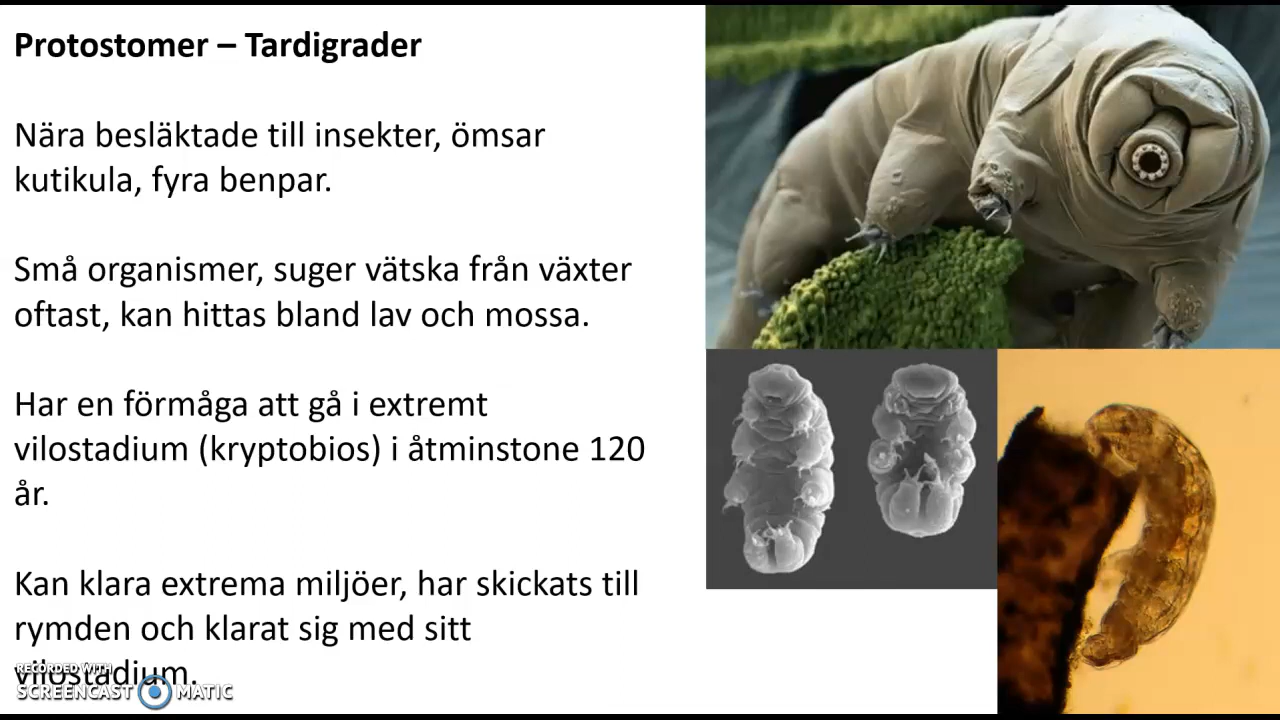 Protostomer – Tardigrader
Nära besläktade till insekter, ömsar
kutikula, fyra benpar.
Små organismer, suger vätska från växter
oftast, kan hittas bland lav och mossa.
Har en förmåga att gå i extremt
vilostadium (kryptobios) i åtminstone 120
år.
Kan klara extrema miljöer, har skickats till
rymden och klarat sig med sitt
vilostadium.
RECORDED WITH
SCREENCAST MATIC